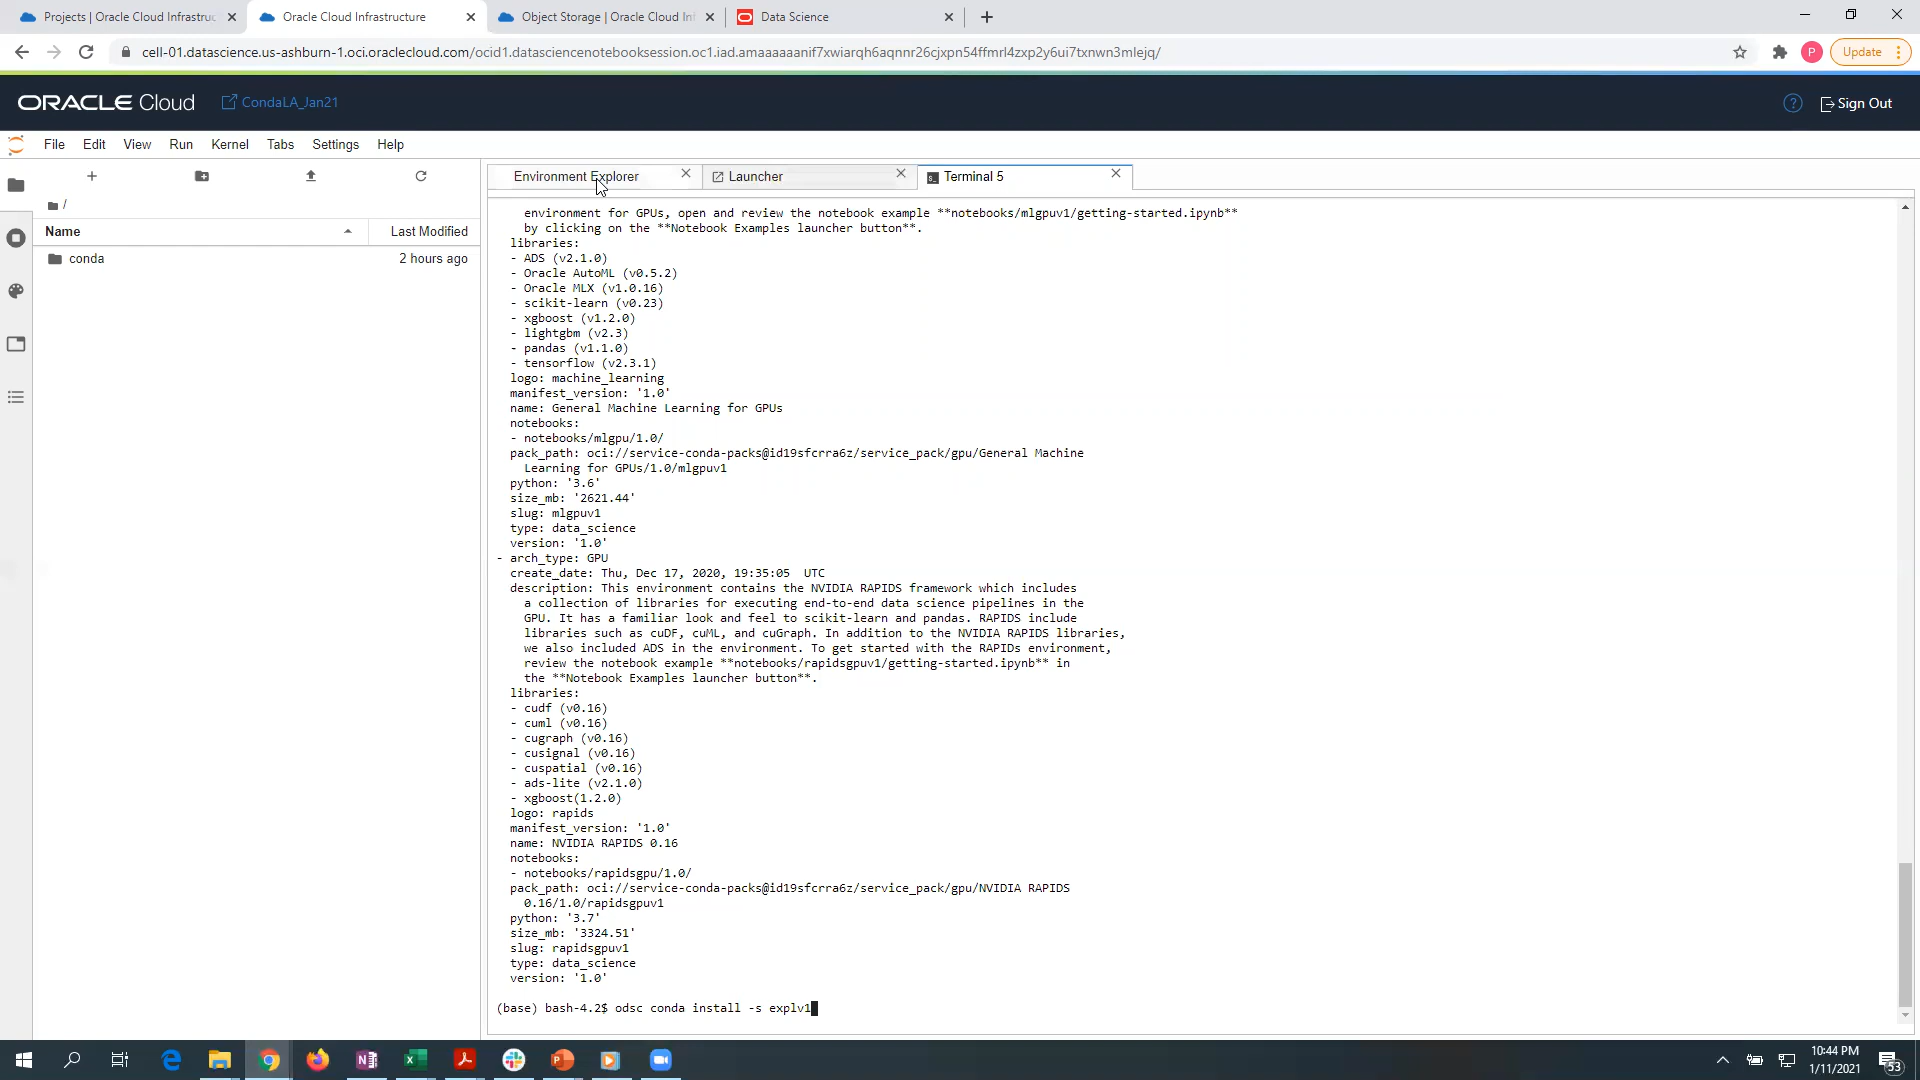 Projects | Oracle Cloud Infrastruc
Oracle Cloud Infrastructure
Object Storage | Oracle Cloud Inf
Data Science
cell-01.datascience.us-ashburn-1.oci.oraclecloud.com/ocid1.datasciencenotebooksession.oc1.iad.amaaaaaanif7xwiarqh6aqnnr26cjxpn54ffmrl4zxp2y6ui7txnwn3mlejq/
P
Update
ORACLE Cloud
CondaLA_Jan21
?
Sign Out
File Edit View Run Kernel Tabs Settings Help
Environment Explorer
Launcher
Terminal 5
/
Name
Last Modified
conda
2 hours ago
environment for GPUs, open and review the notebook example **notebooks/mlgpuv1/getting-started.ipynb**
by clicking on the **Notebook Examples launcher button**.
libraries:
- ADS (v2.1.0)
- Oracle AutoML (v0.5.2)
- Oracle MLX (v1.0.16)
- scikit-learn (v0.23)
- xgboost (v1.2.0)
- lightgbm (v2.3)
- pandas (v1.1.0)
- tensorflow (v2.3.1)
logo: machine_learning
manifest_version: '1.0'
name: General Machine Learning for GPUs
notebooks:
- notebooks/mlgpu/1.0/
pack_path: oci://service-conda-packs@id19sfcrra6z/service_pack/gpu/General Machine
Learning for GPUs/1.0/mlgpuv1
python: '3.6'
size_mb: '2621.44'
slug: mlgpuv1
type: data_science
version: '1.0'
- arch_type: GPU
create_date: Thu, Dec 17, 2020, 19:35:05  UTC
description: This environment contains the NVIDIA RAPIDS framework which includes
a collection of libraries for executing end-to-end data science pipelines in the
GPU. It has a familiar look and feel to scikit-learn and pandas. RAPIDS include
libraries such as cuDF, cuML, and cuGraph. In addition to the NVIDIA RAPIDS libraries,
we also included ADS in the environment. To get started with the RAPIDs environment,
review the notebook example **notebooks/rapidsgpuv1/getting-started.ipynb** in
the **Notebook Examples launcher button**.
libraries:
- cudf (v0.16)
- cuml (v0.16)
- cugraph (v0.16)
- cusignal (v0.16)
- cuspatial (v0.16)
- ads-lite (v2.1.0)
- xgboost(1.2.0)
logo: rapids
manifest_version: '1.0'
name: NVIDIA RAPIDS 0.16
notebooks:
- notebooks/rapidsgpu/1.0/
pack_path: oci://service-conda-packs@id19sfcrra6z/service_pack/gpu/NVIDIA RAPIDS
0.16/1.0/rapidsgpuv1
python: '3.7'
size_mb: '3324.51'
slug: rapidsgpuv1
type: data_science
version: '1.0'
(base) bash-4.2$ odsc conda install -s explv1
10:44 PM
1/11/2021
53